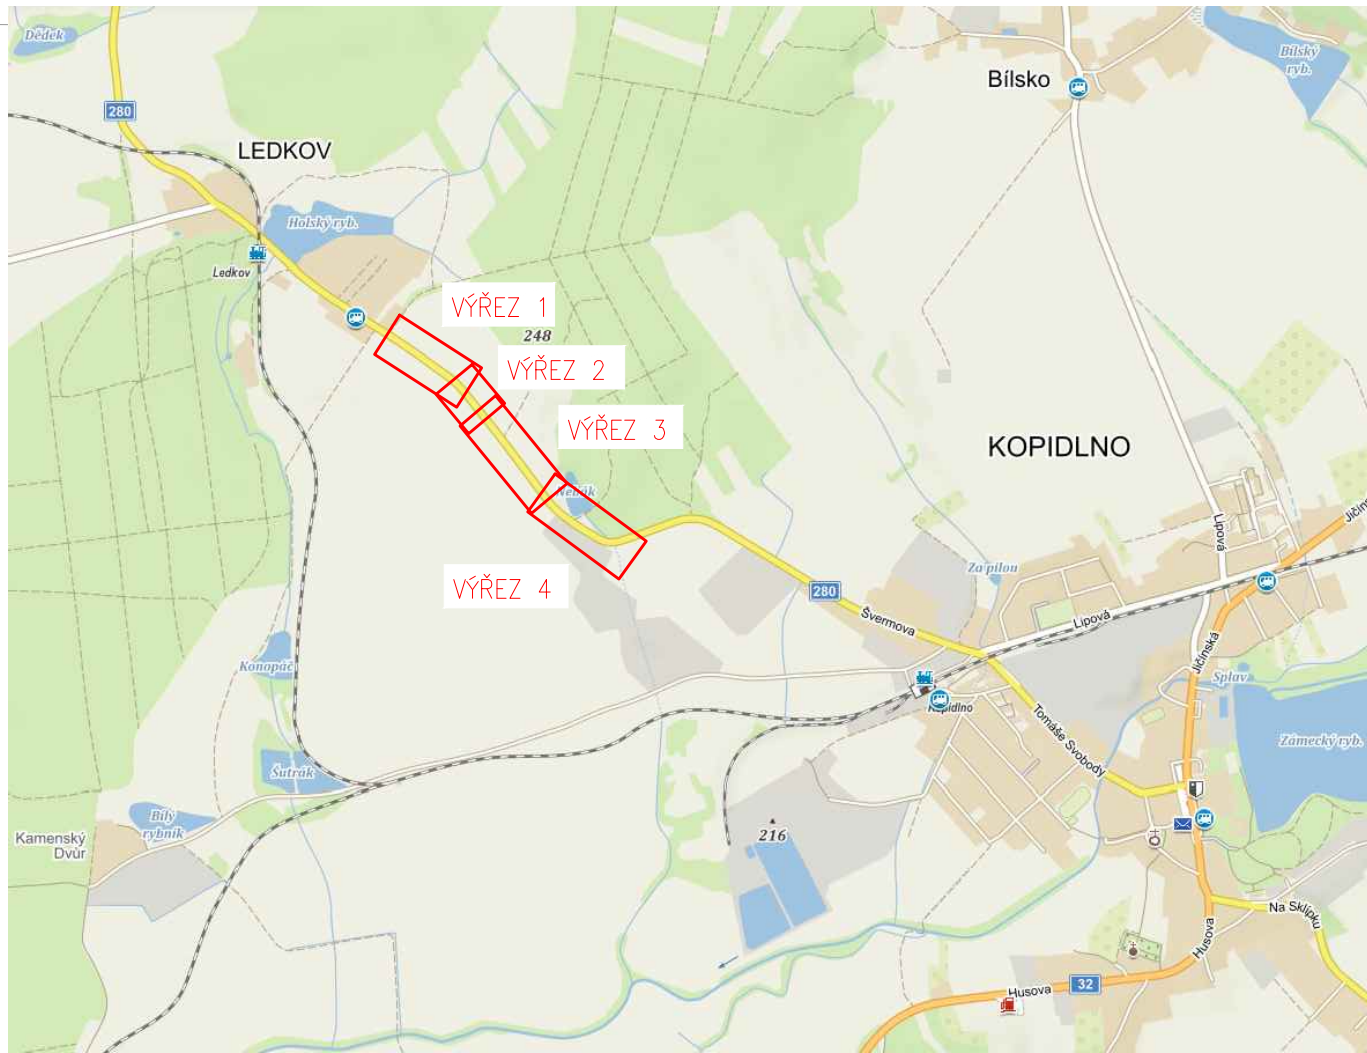 Dědek
280
LEDKOV
Holský ryb.
Ledkov
Bílsko
Bílský
ryb.
VÝŘEZ 1
248
VÝŘEZ 2
VÝŘEZ 3
KOPIDLNO
Nehák
VÝŘEZ 4
280
Za pilou
Švermova
Lipová
Lipová
Jičínská
Konopáč
Kopidlno
Splav
Tomáše Svobody
Zámecký ryb.
Šutrák
Bílý
rybník
Kamenský
Dvůr
216
Na Sklípku
Husova
32
Husova